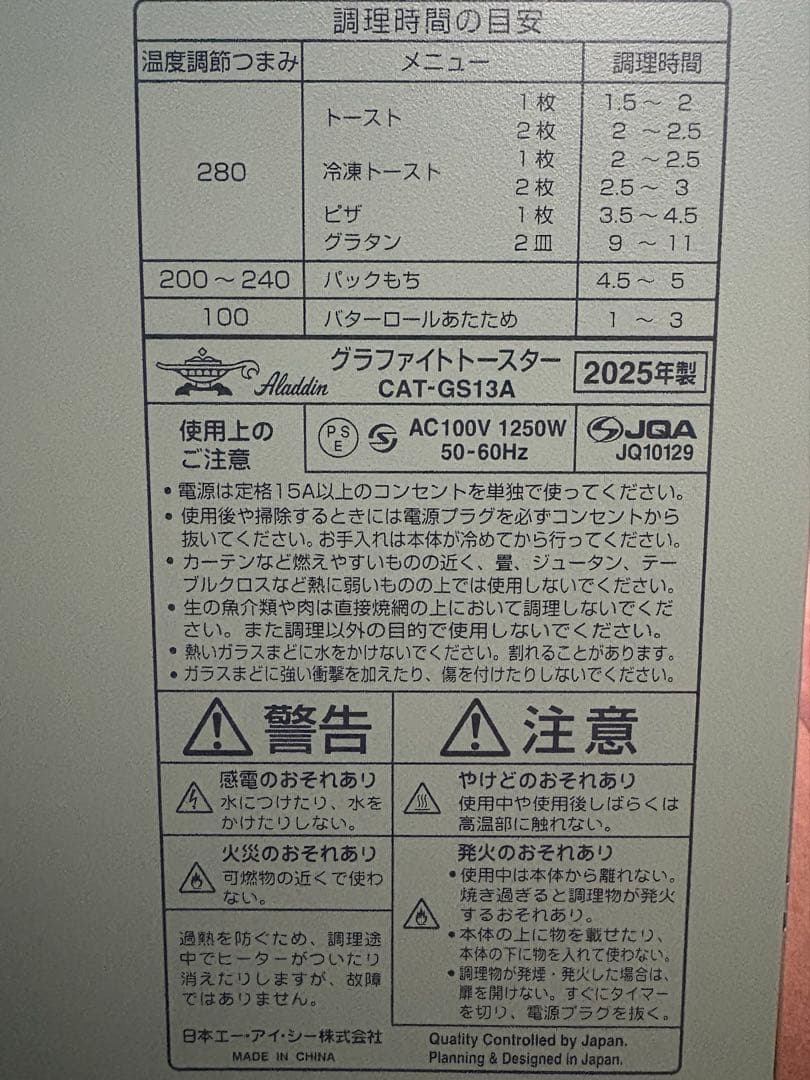 調理時間の目安
温度調節つまみ メニュー 調理時間
280 トースト 1枚 1.5～ 2
2枚 2 ～2.5
冷凍トースト 1枚 2 ～2.5
2枚 2.5～ 3
ピザ 1枚 3.5～4.5
グラタン 2皿 9 ～11
200～240 パックもち 4.5～ 5
100 バターロールあたため 1 ～ 3
Aladdin グラファイトトースター
CAT-GS13A
2025年製
使用上の
ご注意
PSE
AC100V 1250W
50-60Hz
JQA
JQ10129
・電源は定格15A以上のコンセントを単独で使ってください。
・使用後や掃除するときには電源プラグを必ずコンセントから
抜いてください。お手入れは本体が冷めてから行ってください。
・カーテンなど燃えやすいものの近く、畳、ジュータン、テー
ブルクロスなど熱に弱いものの上では使用しないでください。
・生の魚介類や肉は直接焼網の上において調理しないでくだ
さい。また調理以外の目的で使用しないでください。
・熱いガラスまどに水をかけないでください。割れることがあります。
・ガラスまどに強い衝撃を加えたり、傷を付けたりしないでください。
警告
感電のおそれあり
水につけたり、水を
かけたりしない。
火災のおそれあり
可燃物の近くで使わ
ない。
過熱を防ぐため、調理途
中でヒーターがついたり
消えたりしますが、故障
ではありません。
注意
やけどのおそれあり
使用中や使用後しばらくは
高温部に触れない。
発火のおそれあり
・使用中は本体から離れない。
焼き過ぎると調理物が発火
するおそれあり。
・本体の上に物を載せたり、
本体の下に物を入れて使わない。
・調理物が発煙・発火した場合は、
扉を開けない。すぐにタイマー
を切り、電源プラグを抜く。
日本エー・アイ・シー株式会社
MADE IN CHINA
Quality Controlled by Japan.
Planning & Designed in Japan.